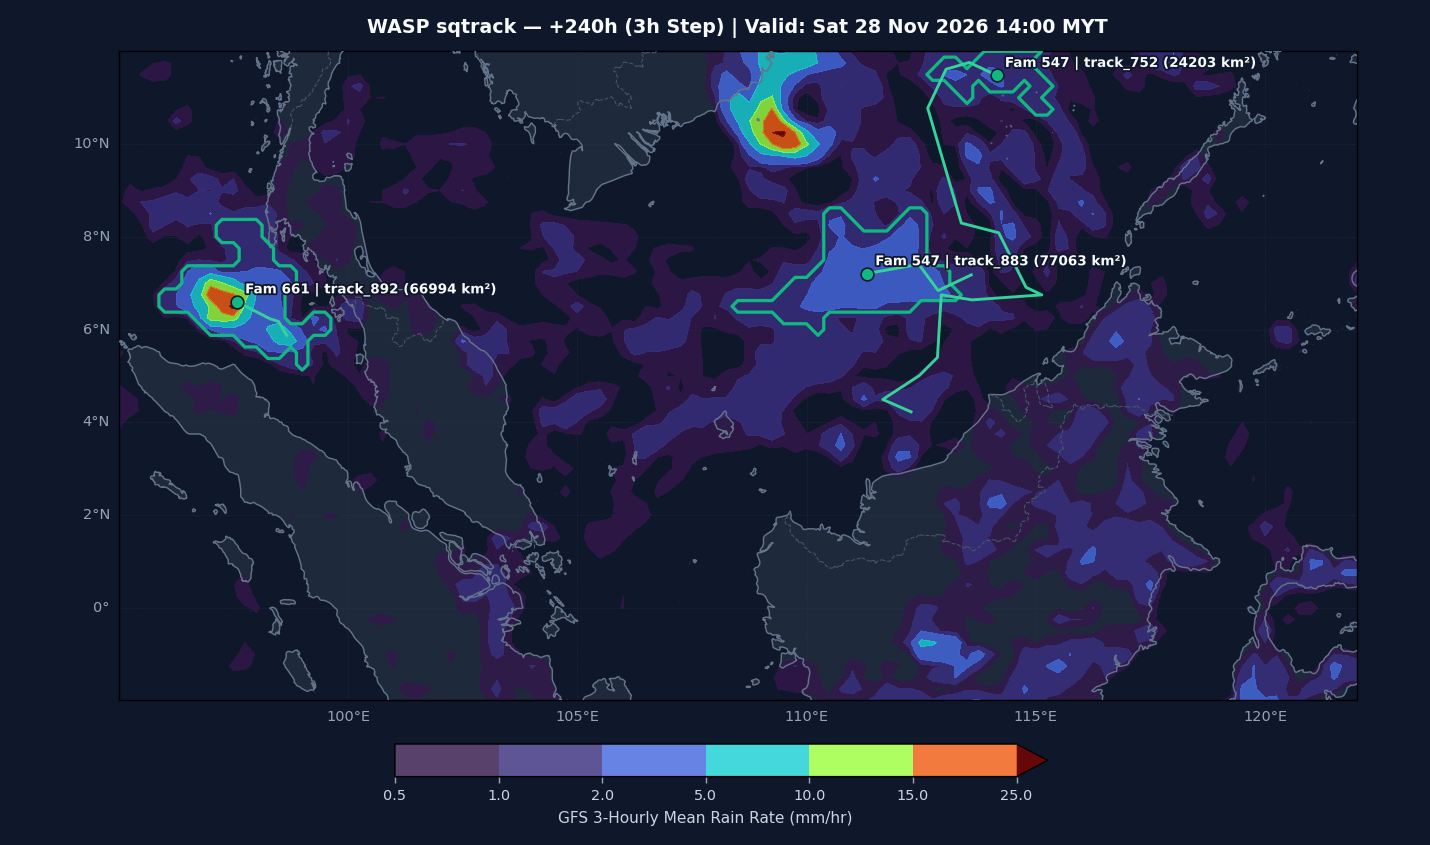 WASP sqtrack — +240h (3h Step) | Valid: Sat 28 Nov 2026 14:00 MYT
Fam 547 | track_752 (24203 km²)
10°N
8°N
Fam 547 | track_883 (77063 km²)
Fam 661 | track_892 (66994 km²)
6°N
4°N
2°N
0°
100°E 105°E 110°E 115°E 120°E
0.5 1.0 2.0 5.0 10.0 15.0 25.0
GFS 3-Hourly Mean Rain Rate (mm/hr)